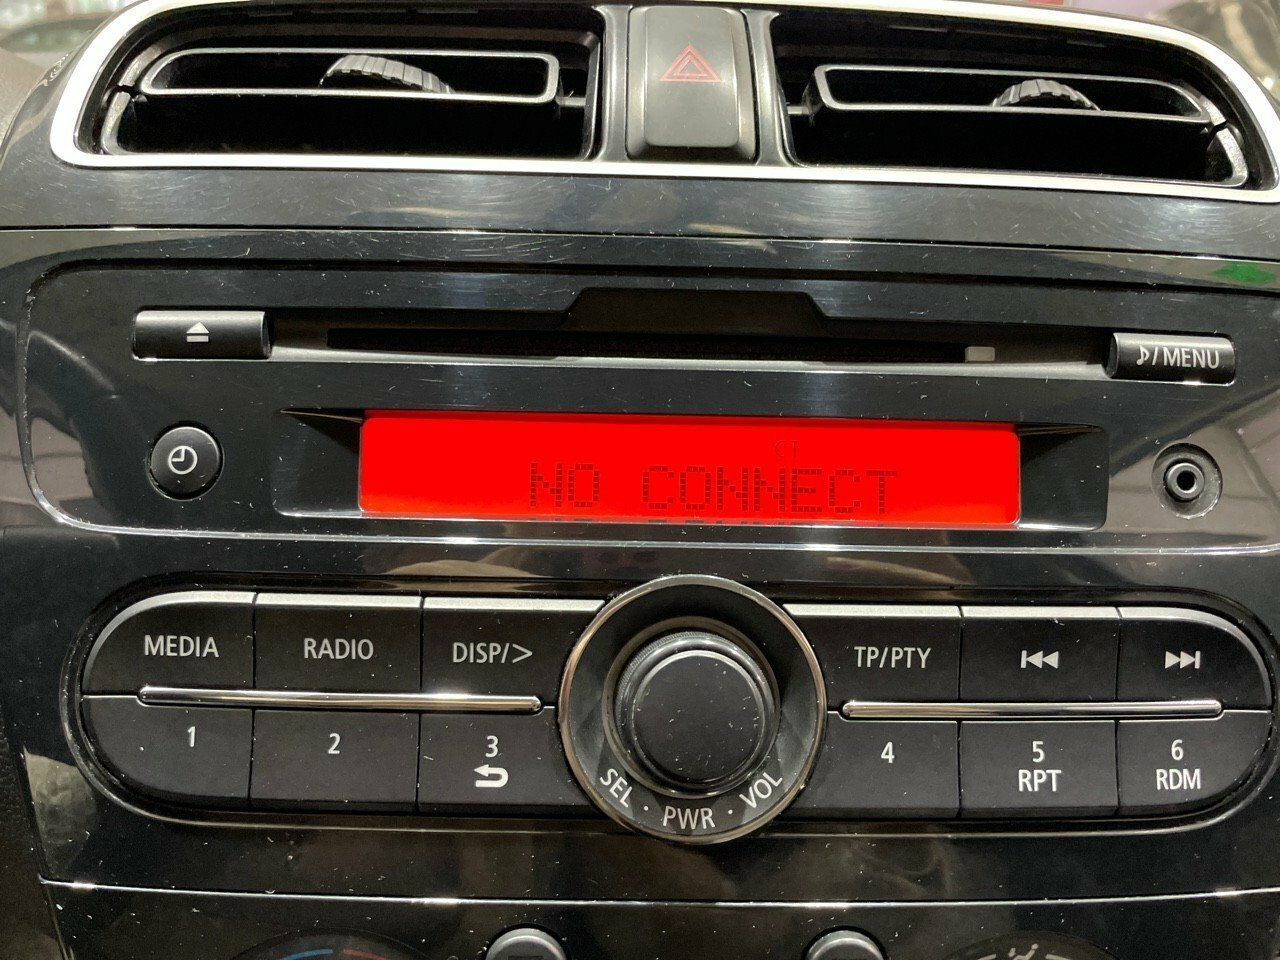 ♪/MENU
CT
NO CONNECT
MEDIA
RADIO
DISP/>
TP/PTY
1
2
3
4
5
RPT
6
RDM
SEL · PWR · VOL